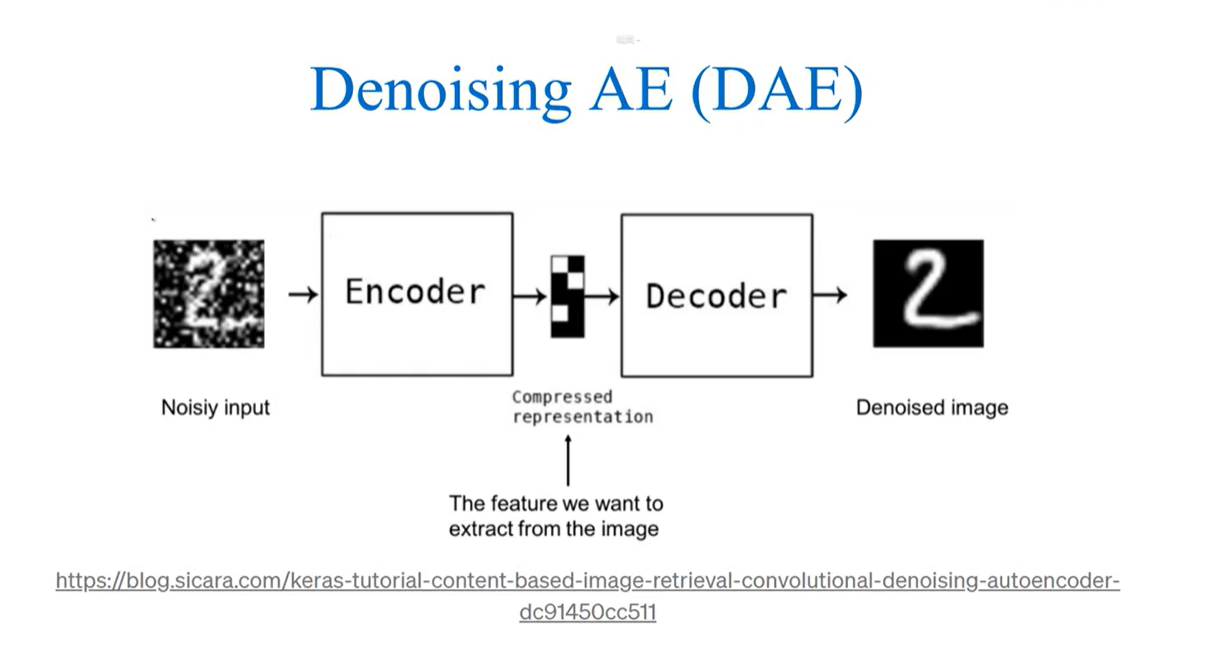 Denoising AE (DAE)
Encoder
Decoder
Noisiy input
Compressed
representation
Denoised image
The feature we want to
extract from the image
https://blog.sicara.com/keras-tutorial-content-based-image-retrieval-convolutional-denoising-autoencoder-
dc91450cc511